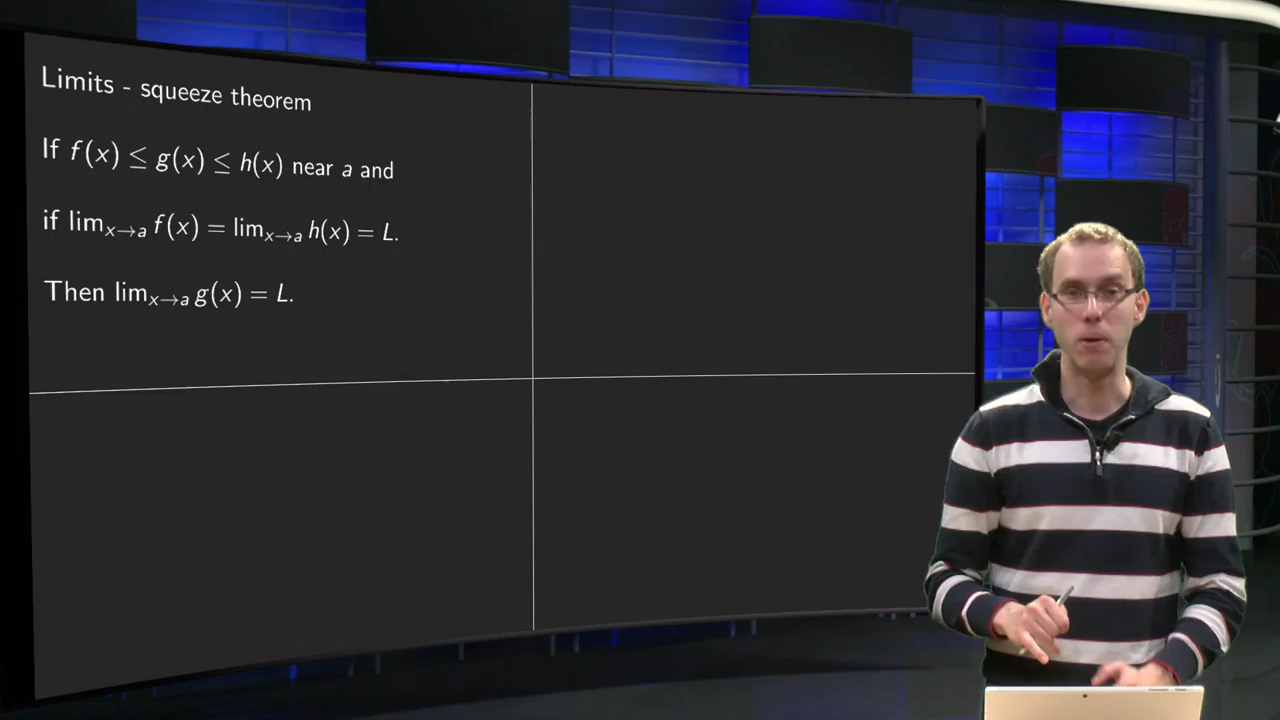 Limits - squeeze theorem
If f(x) ≤ g(x) ≤ h(x) near a and
if lim_{x→a} f(x) = lim_{x→a} h(x) = L.
Then lim_{x→a} g(x) = L.